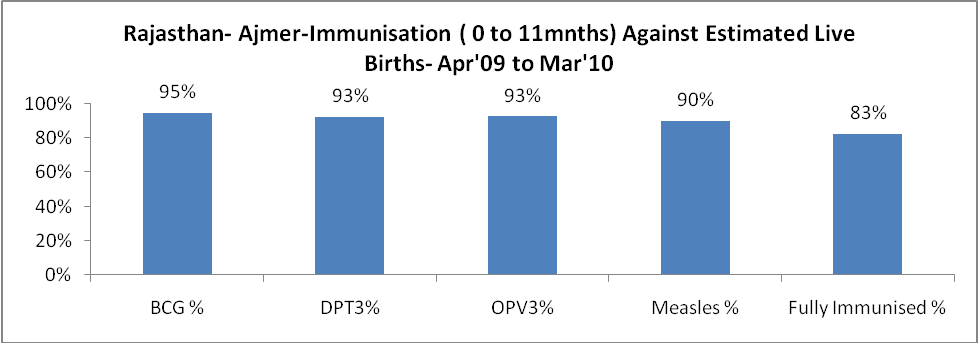 Rajasthan- Ajmer-Immunisation ( 0 to 11mnths) Against Estimated Live
Births- Apr'09 to Mar'10
95%
93%
93%
90%
83%
100%
80%
60%
40%
20%
0%
BCG %
DPT3%
OPV3%
Measles %
Fully Immunised %